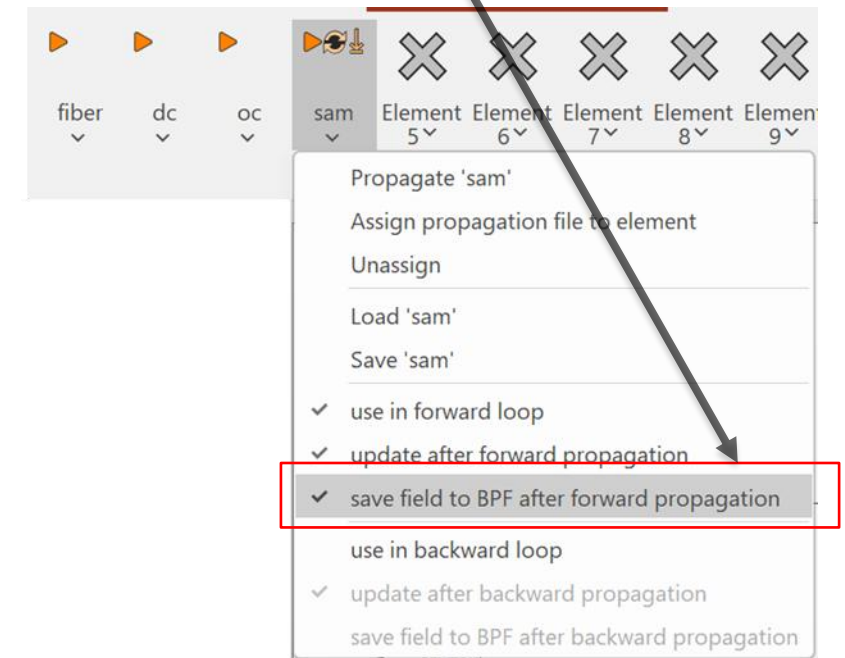 fiber dc oc sam Element Element Element Element Elemen
5 6 7 8 9
Propagate 'sam'
Assign propagation file to element
Unassign
Load 'sam'
Save 'sam'
use in forward loop
update after forward propagation
save field to BPF after forward propagation
use in backward loop
update after backward propagation
save field to BPF after backward propagation